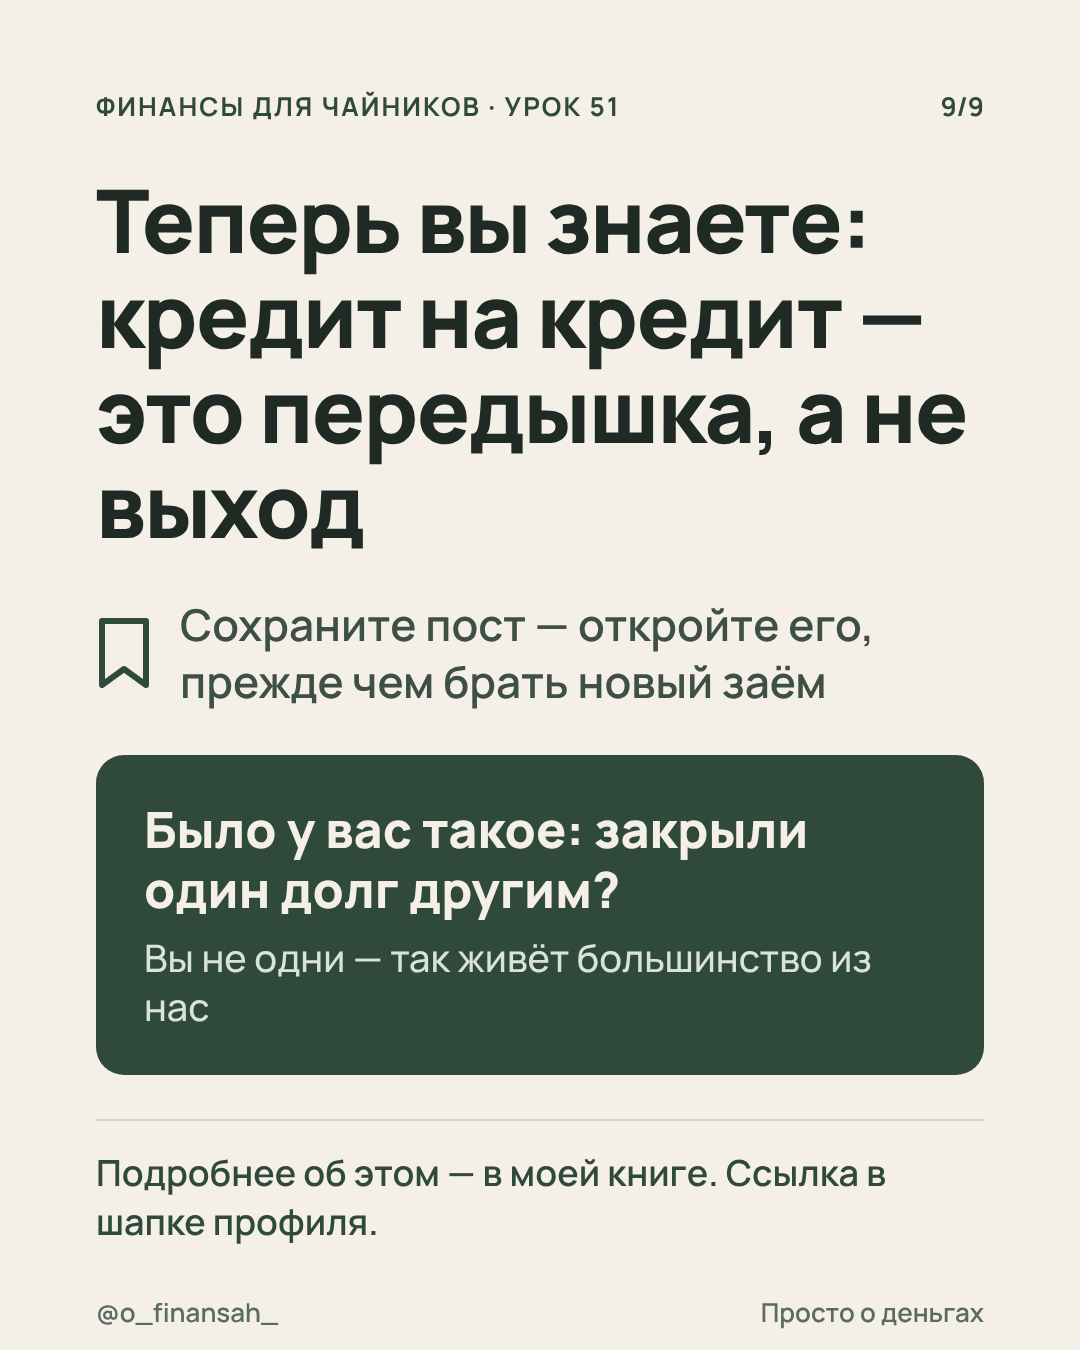 ФИНАНСЫ ДЛЯ ЧАЙНИКОВ · УРОК 51
9/9
Теперь вы знаете:
кредит на кредит —
это передышка, а не
выход
Сохраните пост — откройте его,
прежде чем брать новый заём
Было у вас такое: закрыли
один долг другим?
Вы не одни — так живёт большинство из
нас
Подробнее об этом — в моей книге. Ссылка в
шапке профиля.
@o_finansah_
Просто о деньгах